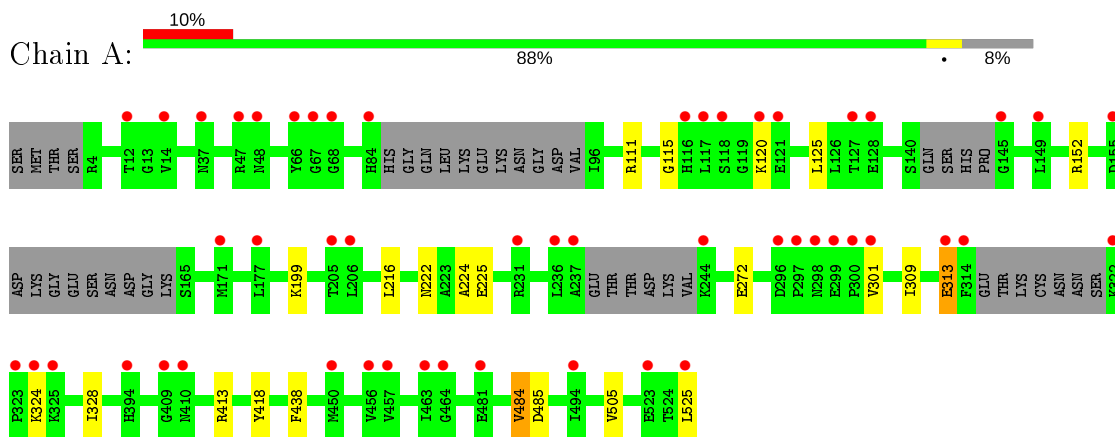 10%
Chain A:
88% • 8%
SER MET THR SER R4 T12 G13 V14 N37 R47 N48 Y66 G67 G68 H84 HIS GLY GLN LEU LYS GLU LYS ASN GLY ASP VAL I96 R111 G115 H116 L117 S118 G119 K120 E121 L125 L126 T127 E128 S140 GLN SER HIS PRO G145 L149 R152 D155
ASP LYS GLY GLU SER ASN ASP GLY LYS S165 M171 L177 K199 T205 L206 L216 N222 A223 A224 E225 R231 L236 A237 GLU THR THR ASP LYS VAL K244 E272 D296 P297 N298 E299 P300 V301 I309 E313 F314 GLU THR LYS CYS ASN ASN SER K322
P323 K324 K325 I328 H394 G409 N410 R413 Y418 F438 M450 V456 V457 I463 G464 E481 V484 D485 I494 V505 E523 T524 L525